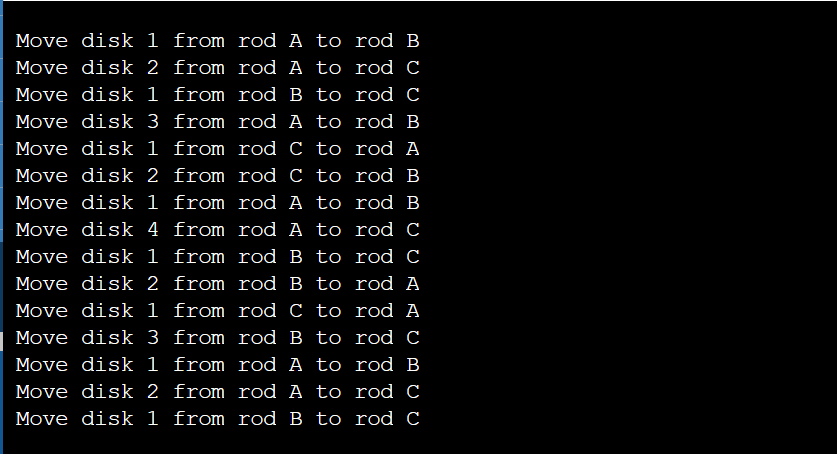 Move disk 1 from rod A to rod B
Move disk 2 from rod A to rod C
Move disk 1 from rod B to rod C
Move disk 3 from rod A to rod B
Move disk 1 from rod C to rod A
Move disk 2 from rod C to rod B
Move disk 1 from rod A to rod B
Move disk 4 from rod A to rod C
Move disk 1 from rod B to rod C
Move disk 2 from rod B to rod A
Move disk 1 from rod C to rod A
Move disk 3 from rod B to rod C
Move disk 1 from rod A to rod B
Move disk 2 from rod A to rod C
Move disk 1 from rod B to rod C